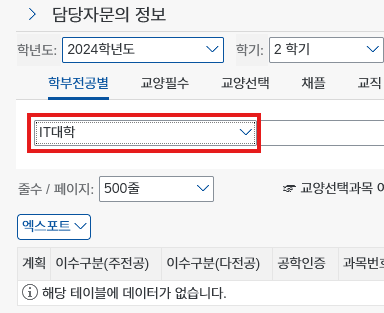 담당자문의 정보
학년도: 2024학년도 학기: 2 학기
학부전공별 교양필수 교양선택 채플 교직
IT대학
줄수 / 페이지: 500줄 ☞ 교양선택과목
엑스포트
계획 이수구분(주전공) 이수구분(다전공) 공학인증 과목번호
해당 테이블에 데이터가 없습니다.